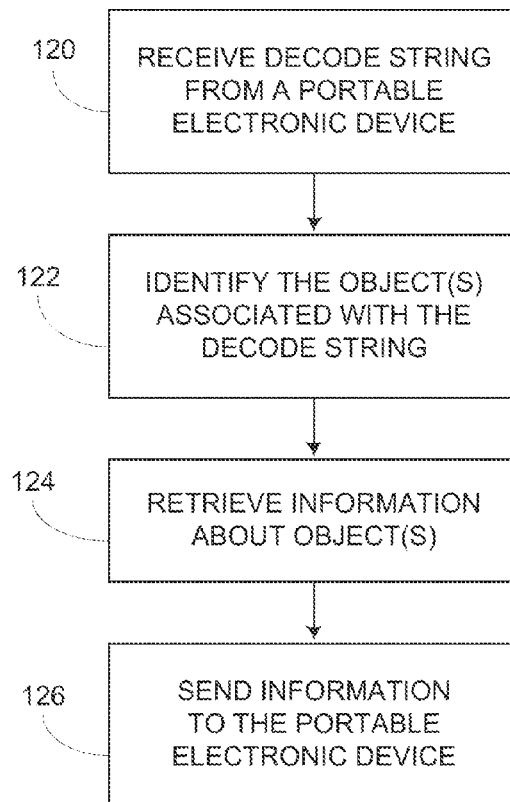 120
RECEIVE DECODE STRING
FROM A PORTABLE
ELECTRONIC DEVICE
122
IDENTIFY THE OBJECT(S)
ASSOCIATED WITH THE
DECODE STRING
124
RETRIEVE INFORMATION
ABOUT OBJECT(S)
126
SEND INFORMATION
TO THE PORTABLE
ELECTRONIC DEVICE